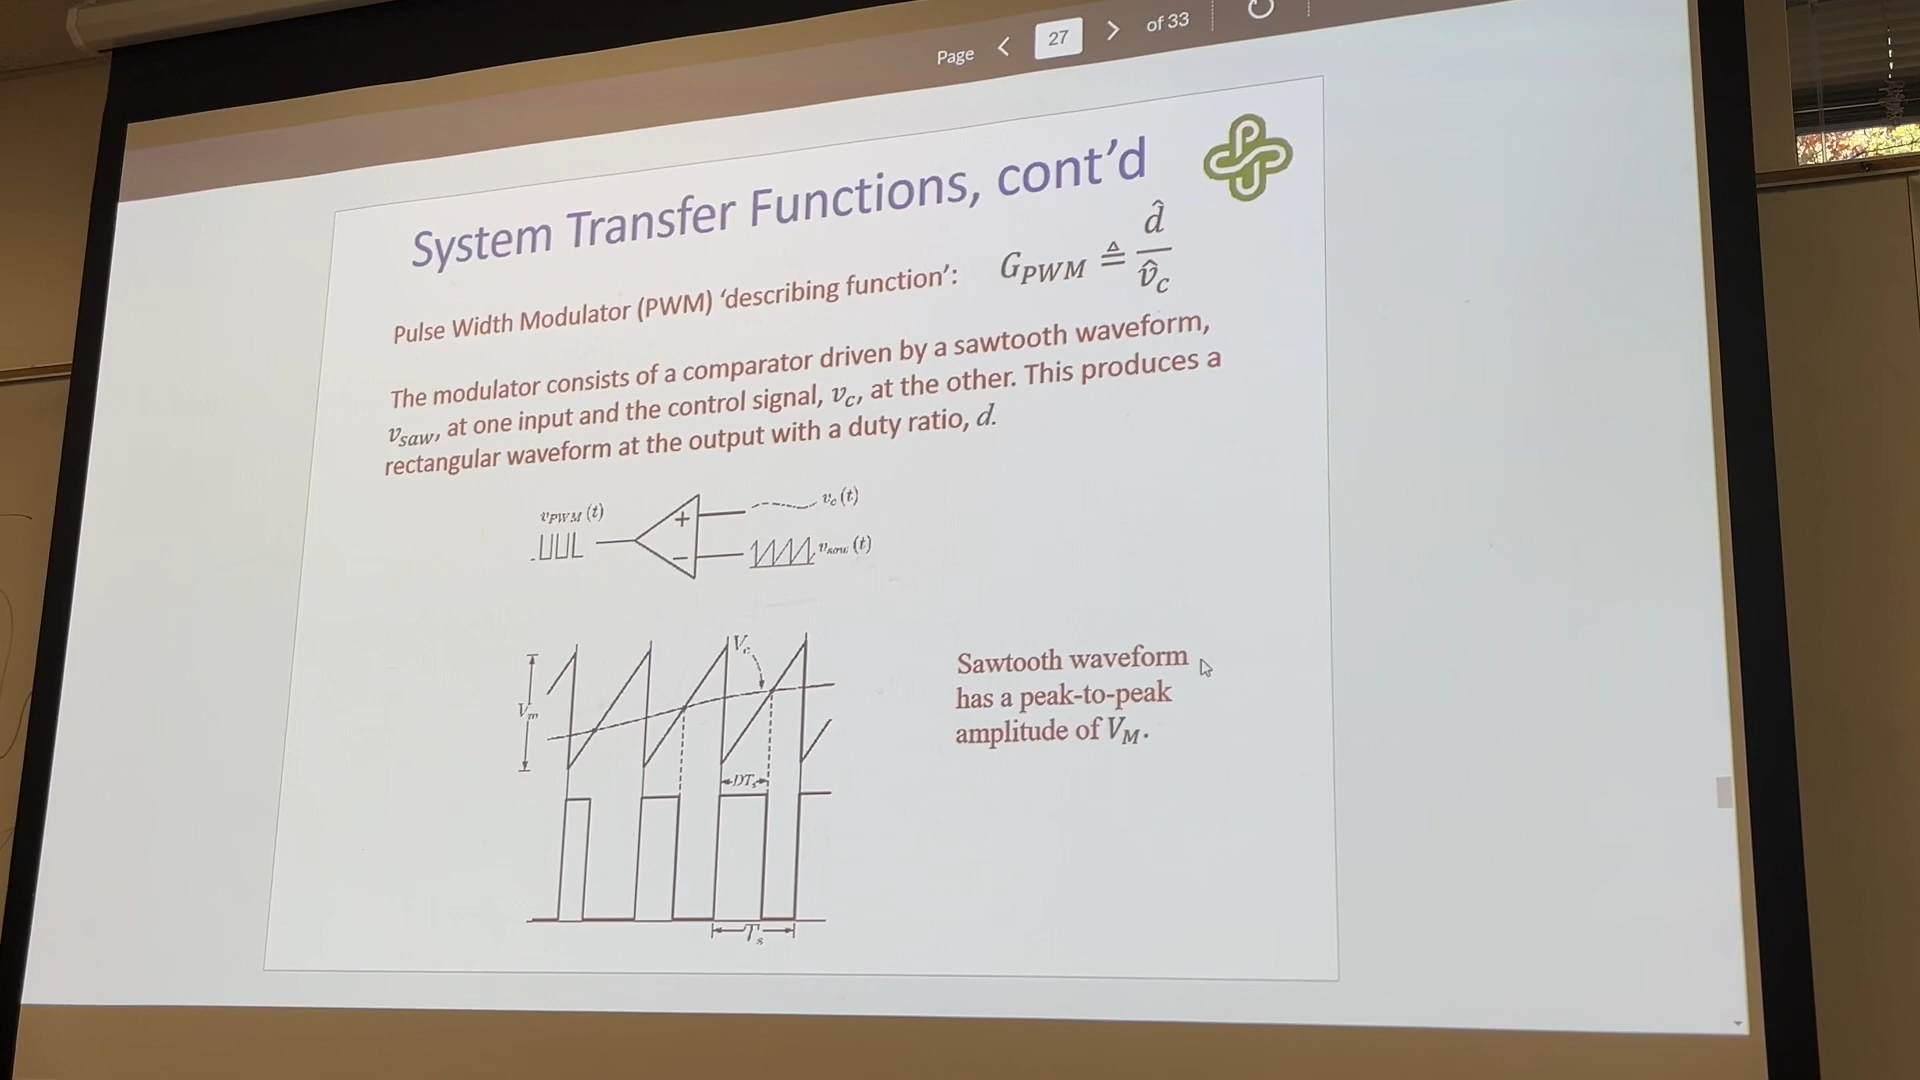 Page < 27 > of 33
System Transfer Functions, cont'd
Pulse Width Modulator (PWM) 'describing function': G_PWM ≜ d̂ / v̂_c
The modulator consists of a comparator driven by a sawtooth waveform,
v_saw, at one input and the control signal, v_c, at the other. This produces a
rectangular waveform at the output with a duty ratio, d.
v_PWM (t)
+
v_c (t)
−
v_saw (t)
V_c
V_m
DT_s
T_s
Sawtooth waveform
has a peak-to-peak
amplitude of V_M.